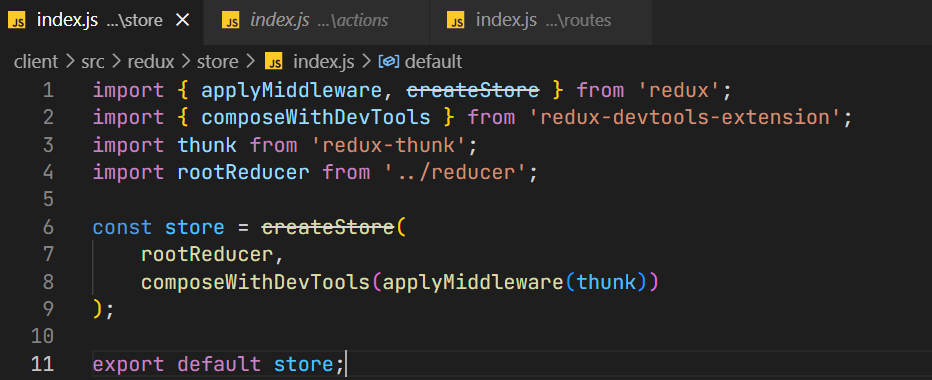 JS index.js ...\store × JS index.js ...\actions JS index.js ...\routes
client > src > redux > store > JS index.js > default
1 import { applyMiddleware, createStore } from 'redux';
2 import { composeWithDevTools } from 'redux-devtools-extension';
3 import thunk from 'redux-thunk';
4 import rootReducer from '../reducer';
5
6 const store = createStore(
7     rootReducer,
8     composeWithDevTools(applyMiddleware(thunk))
9 );
10
11 export default store;